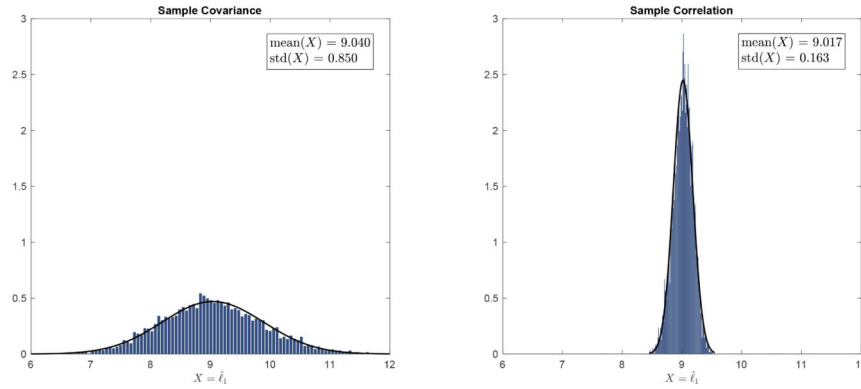 Sample Covariance
3
2.5
2
1.5
1
0.5
0
6 7 8 9 10 11 12
mean(X) = 9.040
std(X) = 0.850
X = ℓ̂₁
Sample Correlation
3
2.5
2
1.5
1
0.5
0
6 7 8 9 10 11 1
mean(X) = 9.017
std(X) = 0.163
X = ℓ̂₁